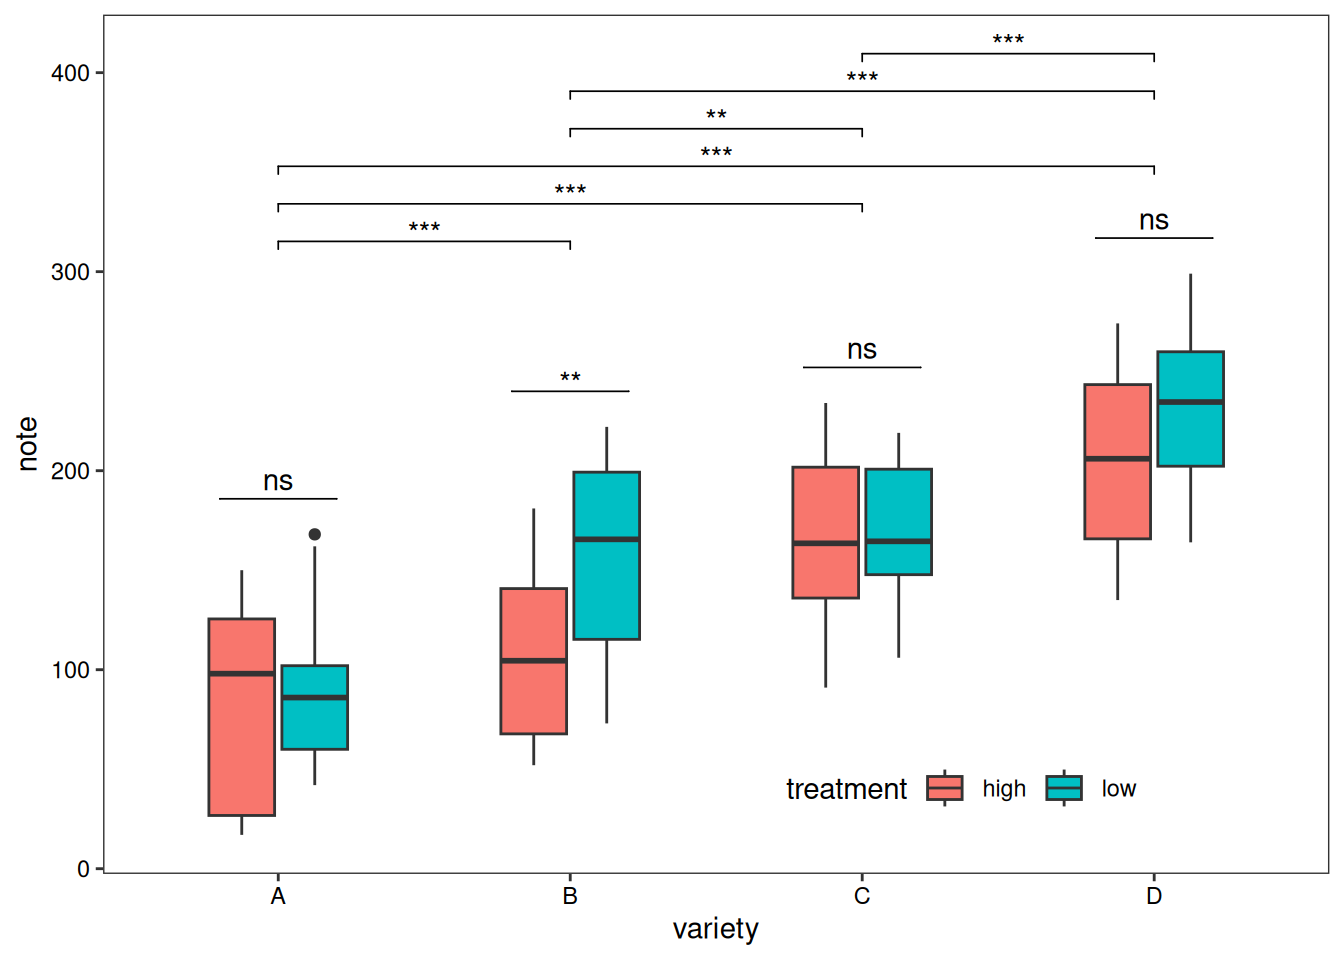 ***
400
***
**
***
***
ns
***
300
ns
**
note
200
ns
100
treatment high low
0
A B C D
variety